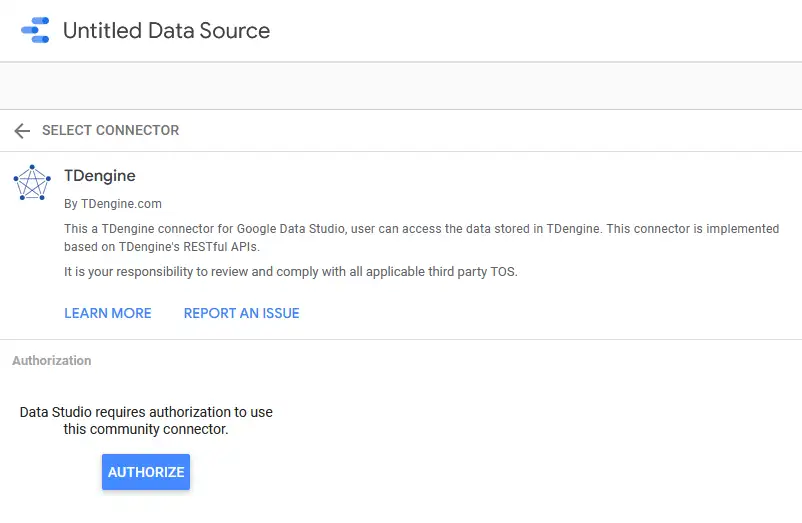 Untitled Data Source
SELECT CONNECTOR
TDengine
By TDengine.com
This a TDengine connector for Google Data Studio, user can access the data stored in TDengine. This connector is implemented
based on TDengine's RESTful APIs.
It is your responsibility to review and comply with all applicable third party TOS.
LEARN MORE REPORT AN ISSUE
Authorization
Data Studio requires authorization to use
this community connector.
AUTHORIZE